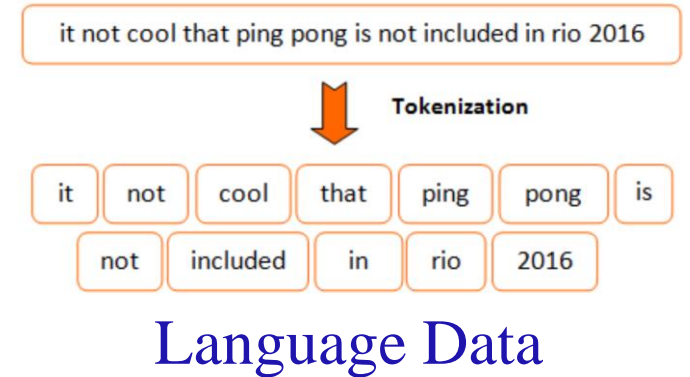 it not cool that ping pong is not included in rio 2016
Tokenization
it not cool that ping pong is
not included in rio 2016
Language Data